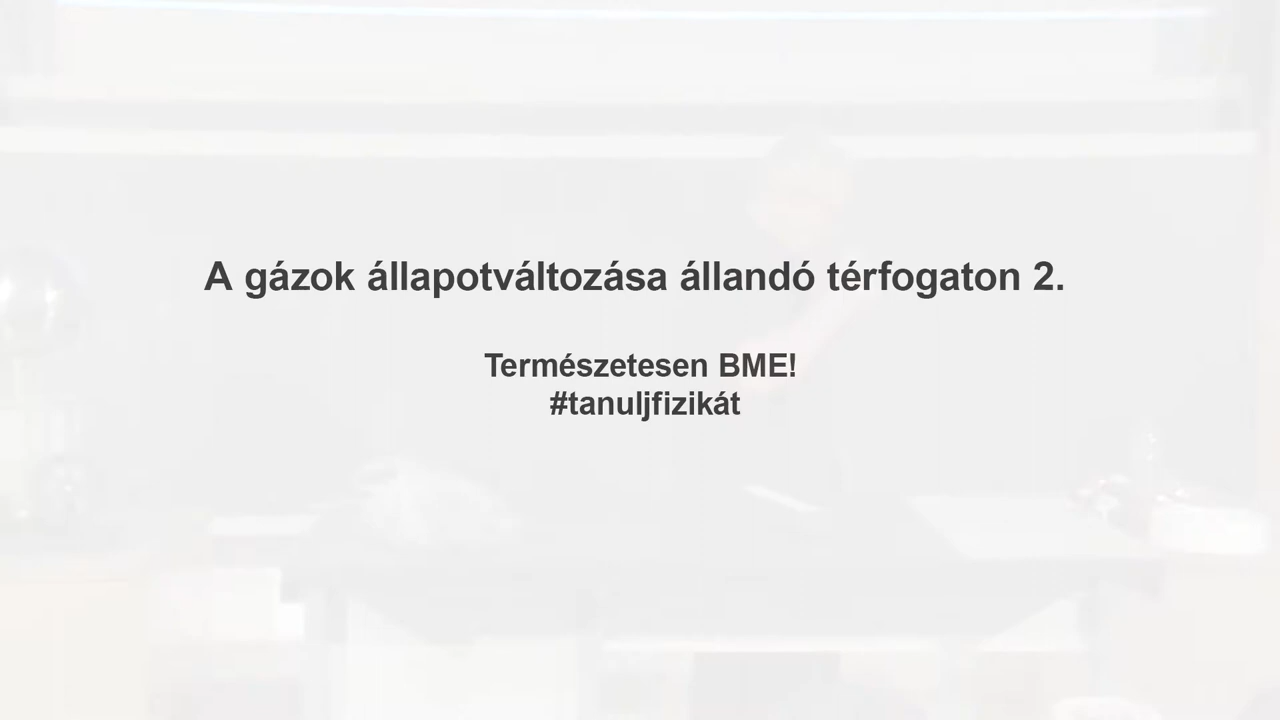 A gázok állapotváltozása állandó térfogaton 2.
Természetesen BME!
#tanuljfizikát